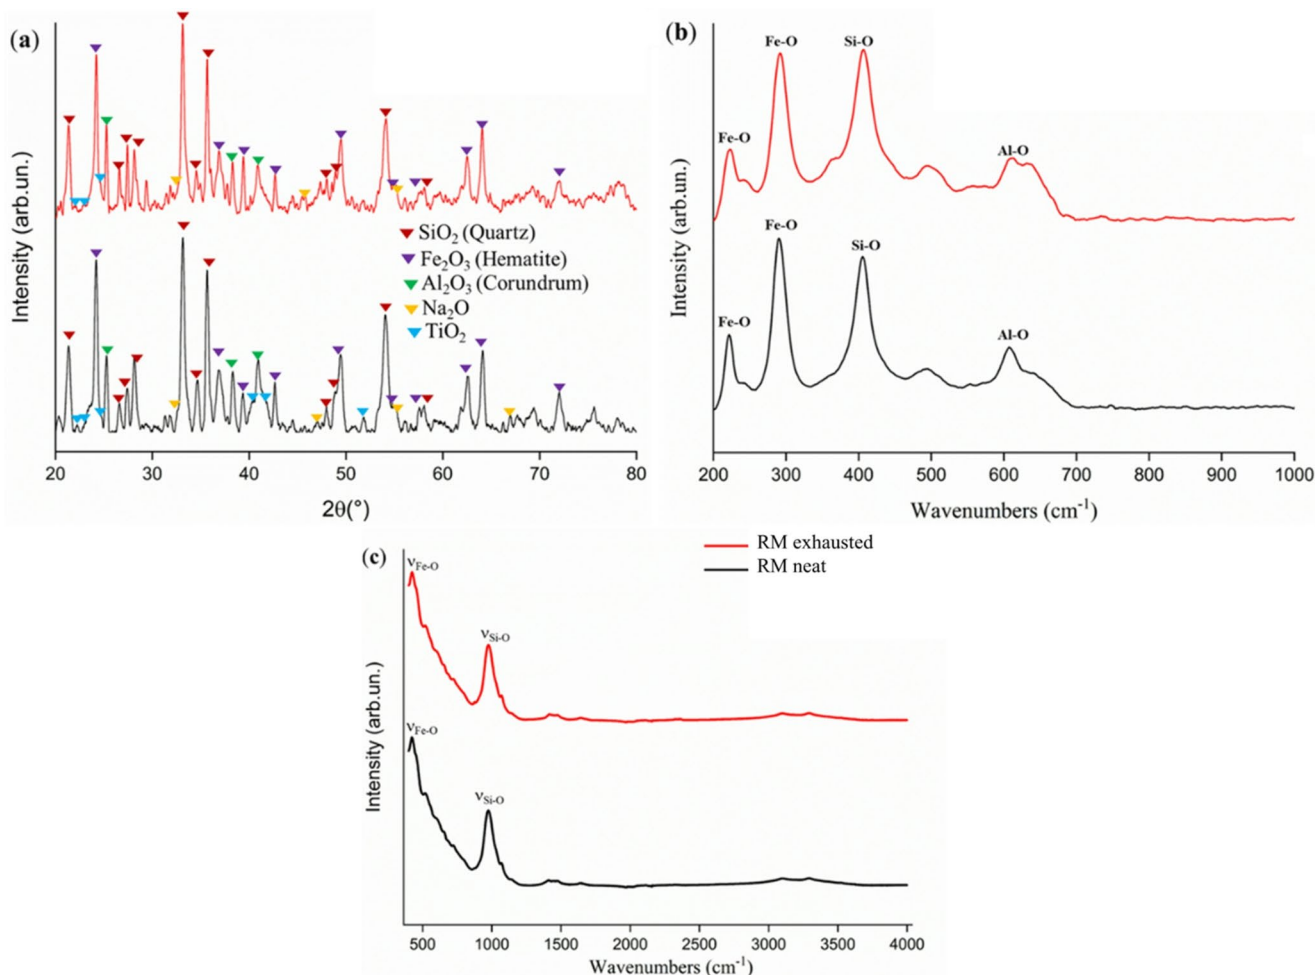 (a)
Intensity (arb.un.)
SiO₂ (Quartz)
Fe₂O₃ (Hematite)
Al₂O₃ (Corundrum)
Na₂O
TiO₂
20 30 40 50 60 70 80
2θ(°)
(b)
Intensity (arb.un.)
Fe-O
Fe-O
Si-O
Al-O
Fe-O
Fe-O
Si-O
Al-O
200 300 400 500 600 700 800 900 1000
Wavenumbers (cm⁻¹)
RM exhausted
RM neat
(c)
Intensity (arb.un.)
νFe-O
νSi-O
νFe-O
νSi-O
500 1000 1500 2000 2500 3000 3500 4000
Wavenumbers (cm⁻¹)